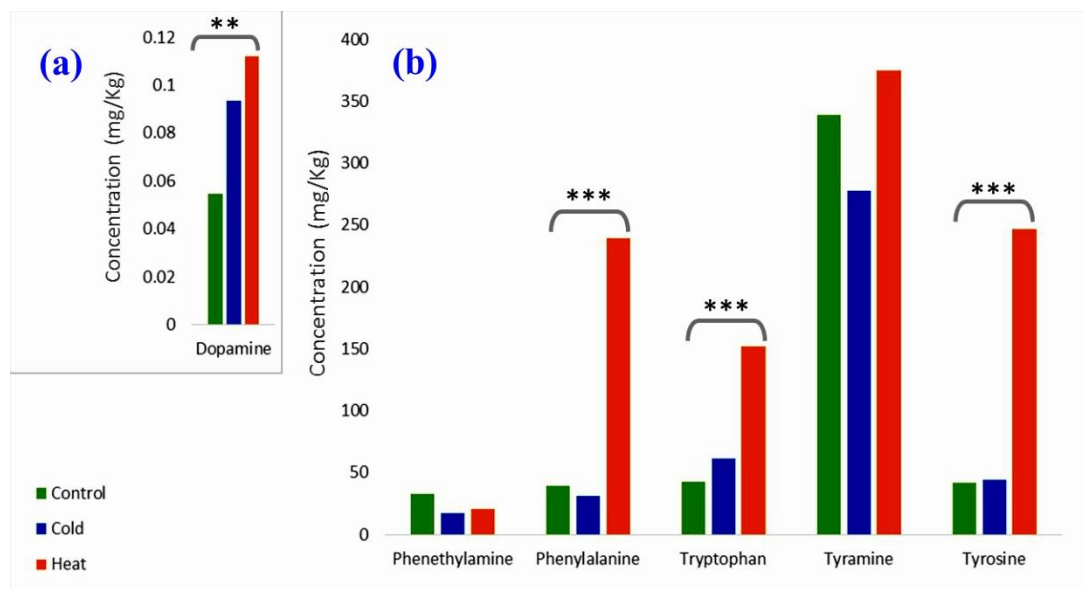 (a)
**
Concentration (mg/Kg)
0.12
0.1
0.08
0.06
0.04
0.02
0
Dopamine
(b)
Concentration (mg/Kg)
400
350
300
250
200
150
100
50
0
***
***
***
Phenethylamine
Phenylalanine
Tryptophan
Tyramine
Tyrosine
Control
Cold
Heat